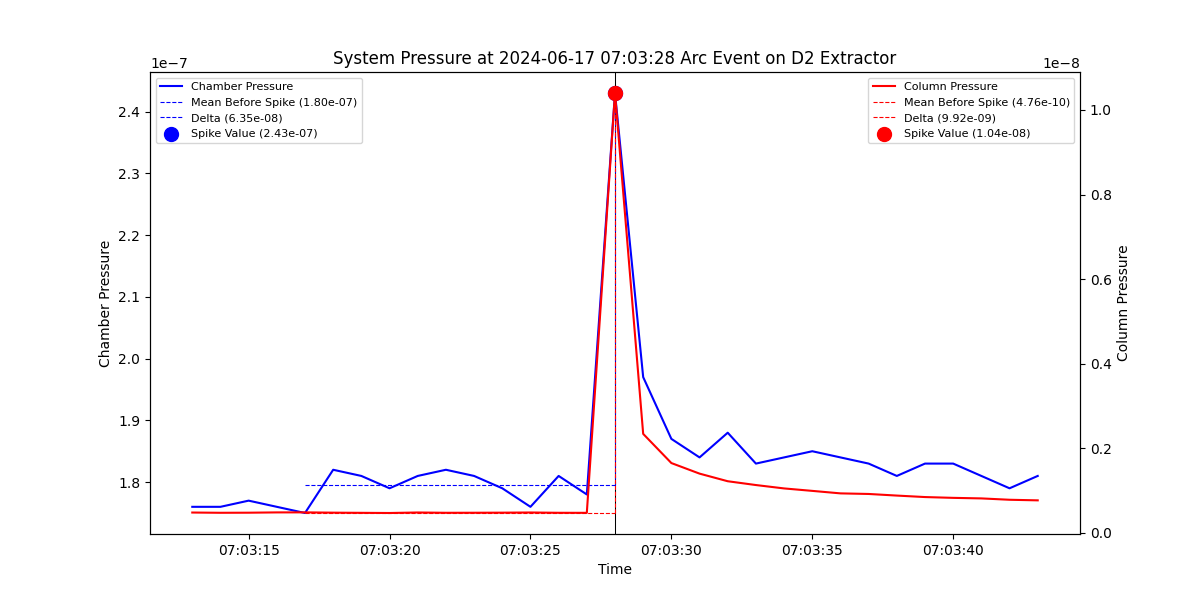 System Pressure at 2024-06-17 07:03:28 Arc Event on D2 Extractor
1e−7
1e−8
Chamber Pressure
Mean Before Spike (1.80e-07)
Delta (6.35e-08)
Spike Value (2.43e-07)
Column Pressure
Mean Before Spike (4.76e-10)
Delta (9.92e-09)
Spike Value (1.04e-08)
2.4
2.3
2.2
2.1
2.0
1.9
1.8
Chamber Pressure
1.0
0.8
0.6
0.4
0.2
0.0
Column Pressure
07:03:15
07:03:20
07:03:25
07:03:30
07:03:35
07:03:40
Time